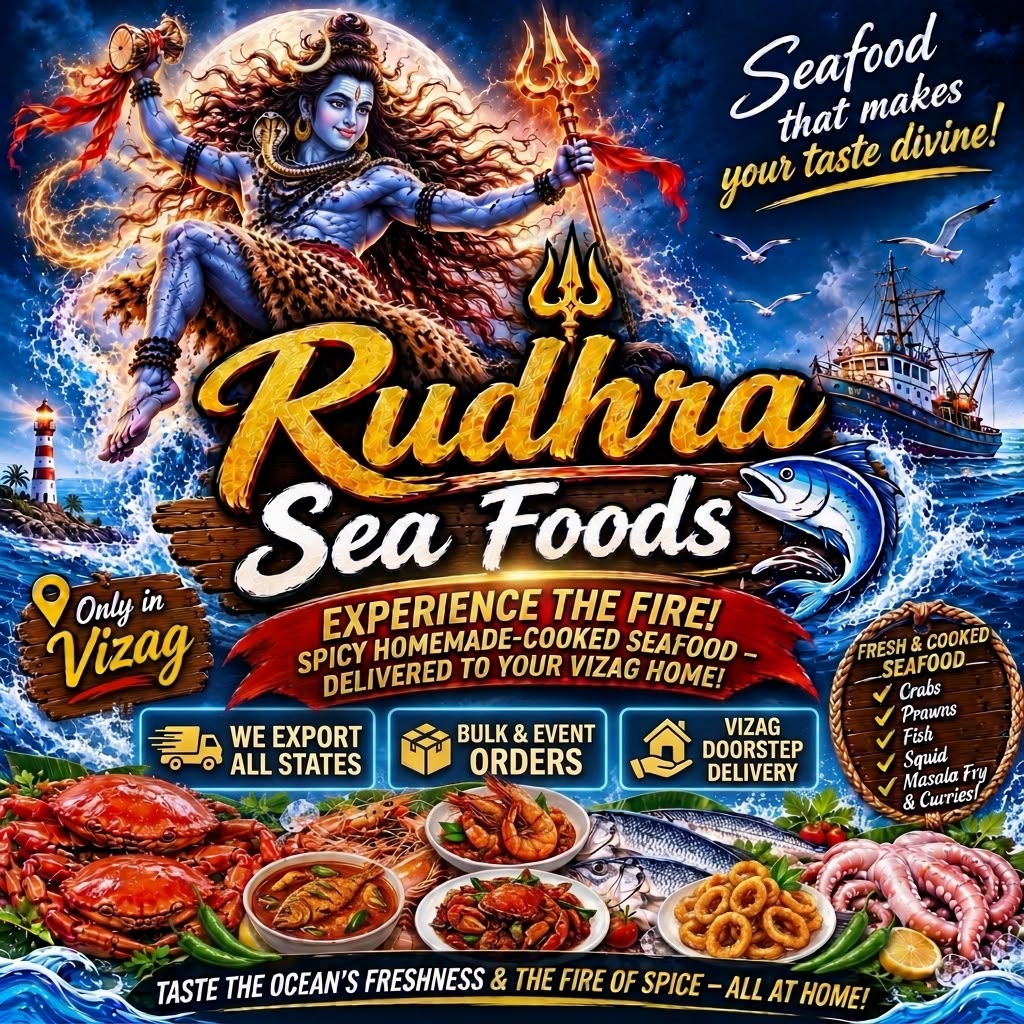 Seafood
that makes
your taste divine!
Rudhra
Sea Foods
Only in
Vizag
EXPERIENCE THE FIRE!
SPICY HOMEMADE-COOKED SEAFOOD –
DELIVERED TO YOUR VIZAG HOME!
FRESH & COOKED
SEAFOOD
✓ Crabs
✓ Prawns
✓ Fish
✓ Squid
✓ Masala Fry
& Curries!
WE EXPORT
ALL STATES
BULK & EVENT
ORDERS
VIZAG
DOORSTEP
DELIVERY
TASTE THE OCEAN'S FRESHNESS & THE FIRE OF SPICE – ALL AT HOME!